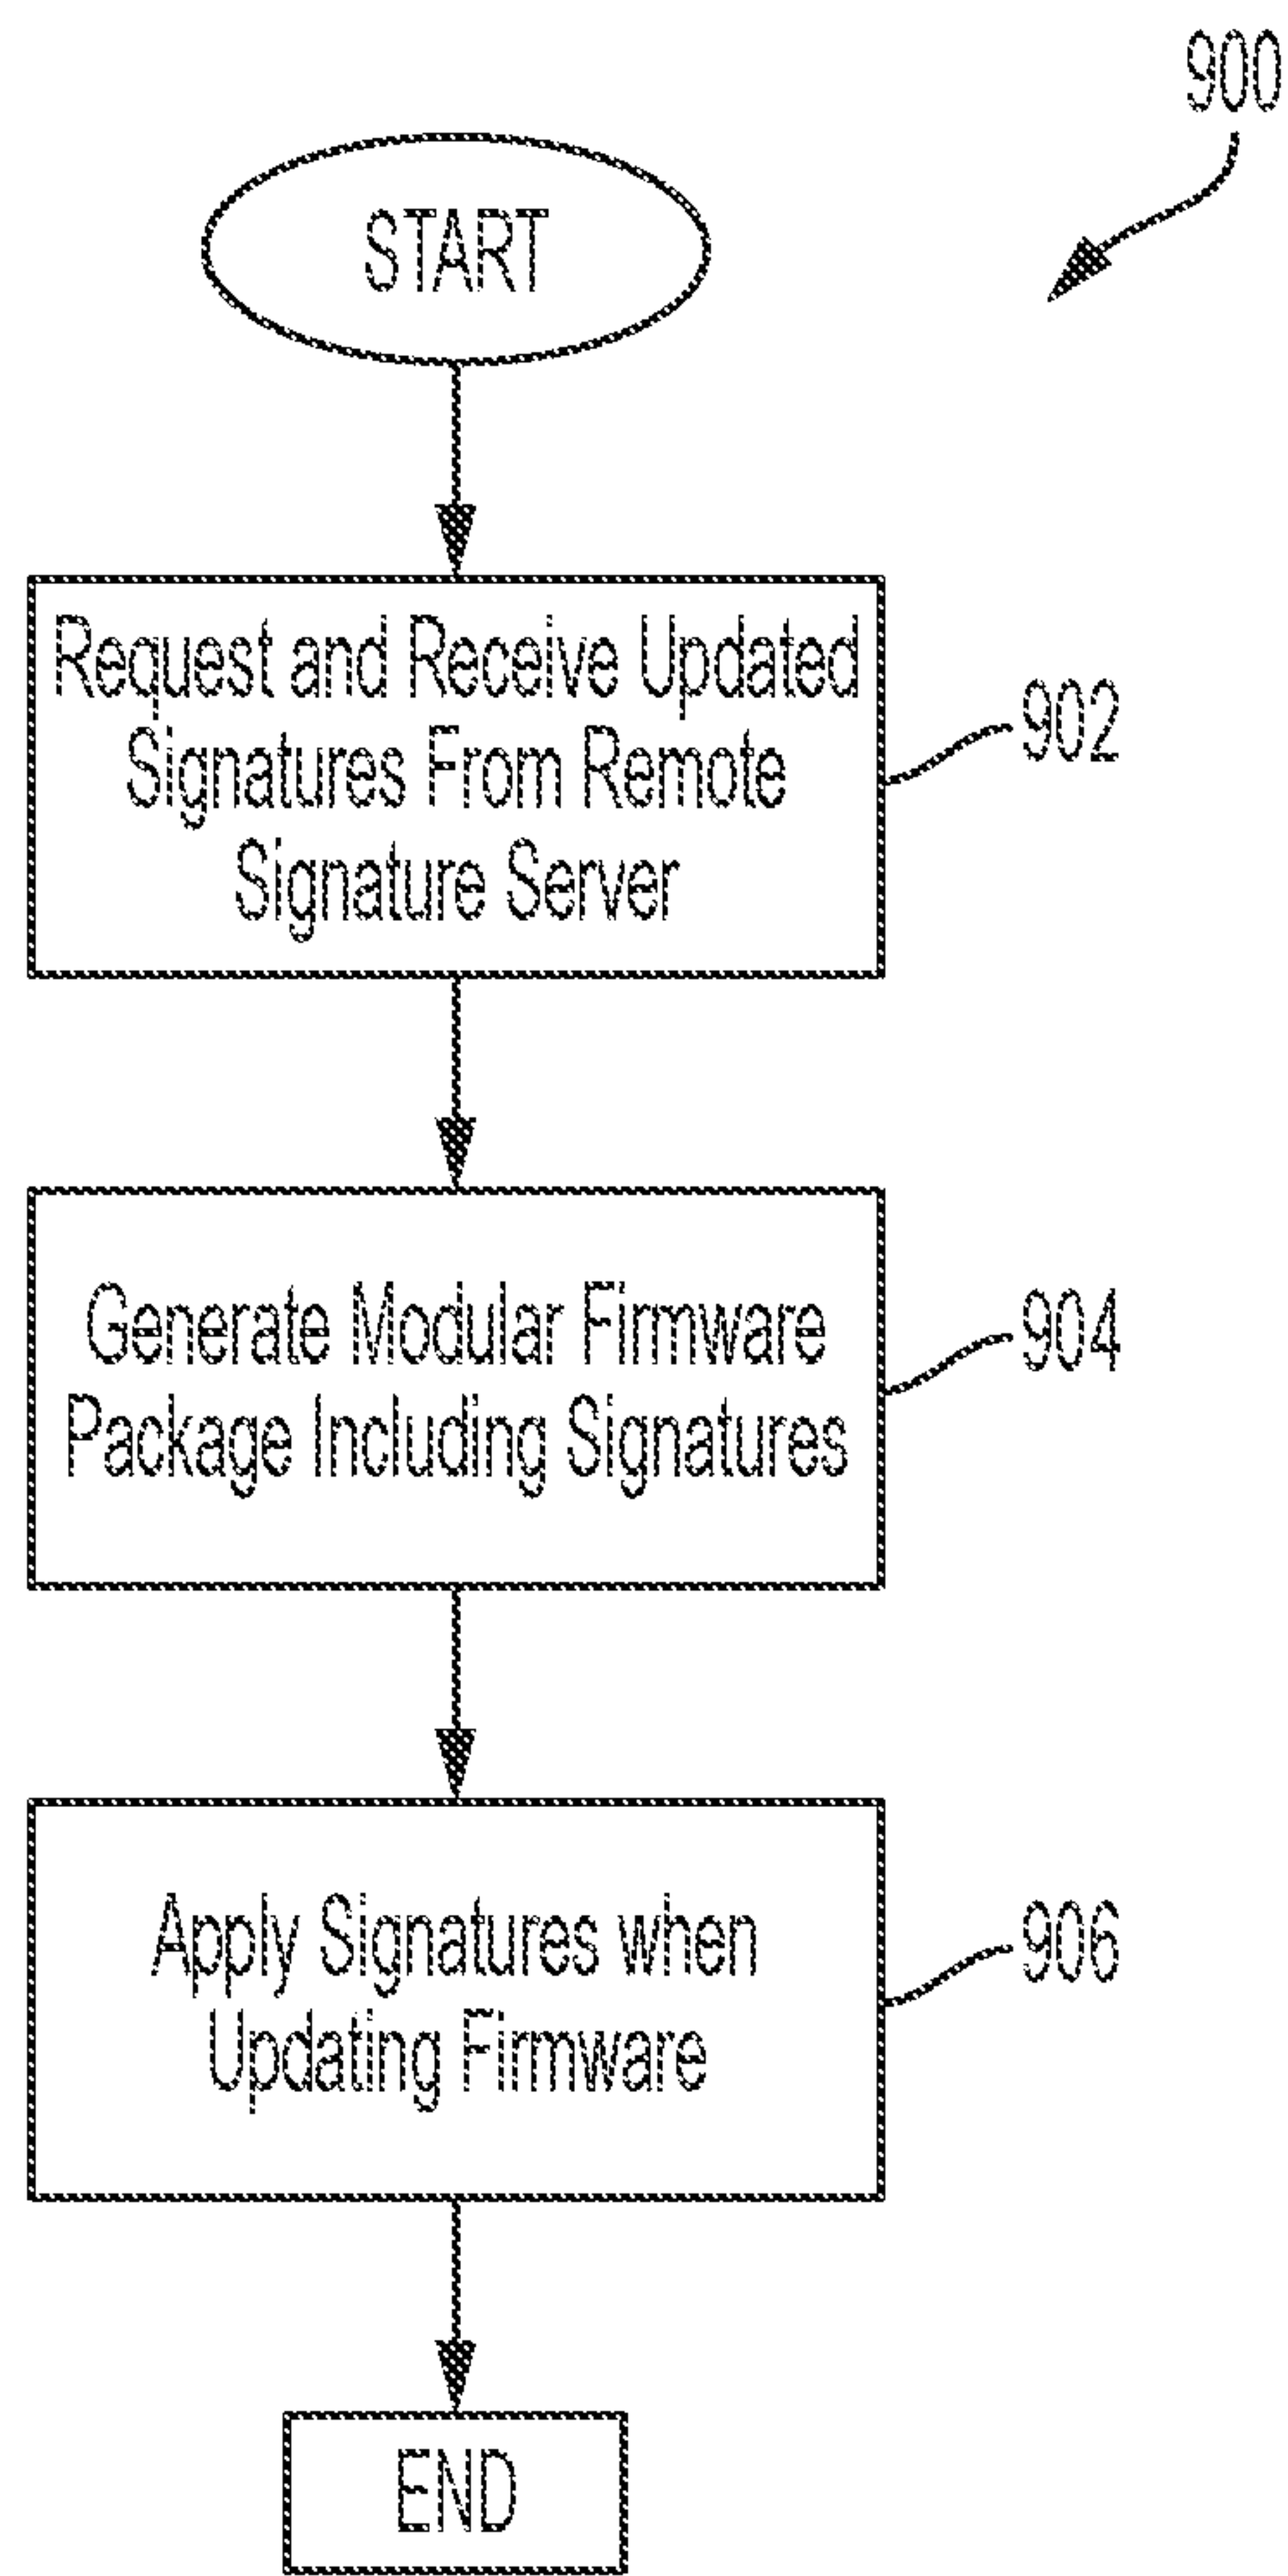 900
START
Request and Receive Updated
Signatures From Remote
Signature Server
902
Generate Modular Firmware
Package Including Signatures
904
Apply Signatures when
Updating Firmware
906
END